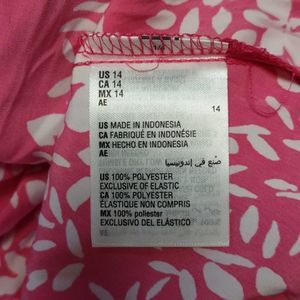 US 14
CA 14
MX 14
AE
14
US MADE IN INDONESIA
CA FABRIQUÉ EN INDONÉSIE
MX HECHO EN INDONESIA
AE
صنع في إندونيسيا
US 100% POLYESTER
EXCLUSIVE OF ELASTIC
CA 100% POLYESTER
ÉLASTIQUE NON COMPRIS
MX 100% poliester
EXCLUSIVO DEL ELÁSTICO